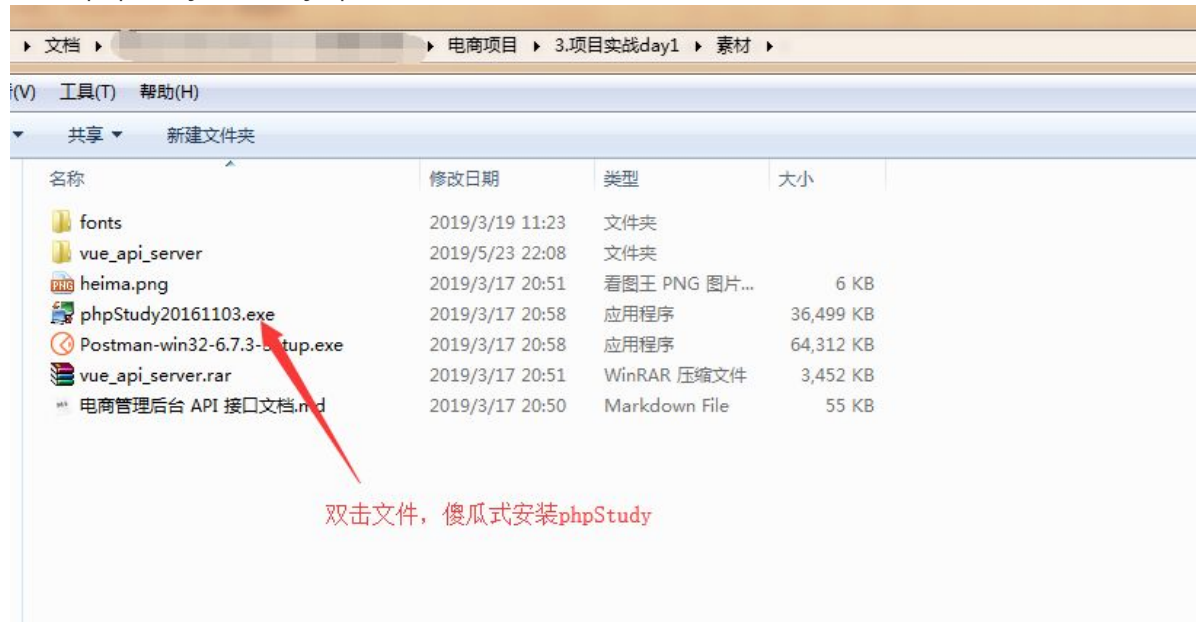 文档 电商项目 3.项目实战day1 素材
(V) 工具(T) 帮助(H)
共享 新建文件夹
名称 修改日期 类型 大小
fonts 2019/3/19 11:23 文件夹
vue_api_server 2019/5/23 22:08 文件夹
heima.png 2019/3/17 20:51 看图王 PNG 图片... 6 KB
phpStudy20161103.exe 2019/3/17 20:58 应用程序 36,499 KB
Postman-win32-6.7.3- 2019/3/17 20:58 应用程序 64,312 KB
vue_api_server.rar 2019/3/17 20:51 WinRAR 压缩文件 3,452 KB
电商管理后台 API 接口文档.md 2019/3/17 20:50 Markdown File 55 KB
双击文件，傻瓜式安装phpStudy